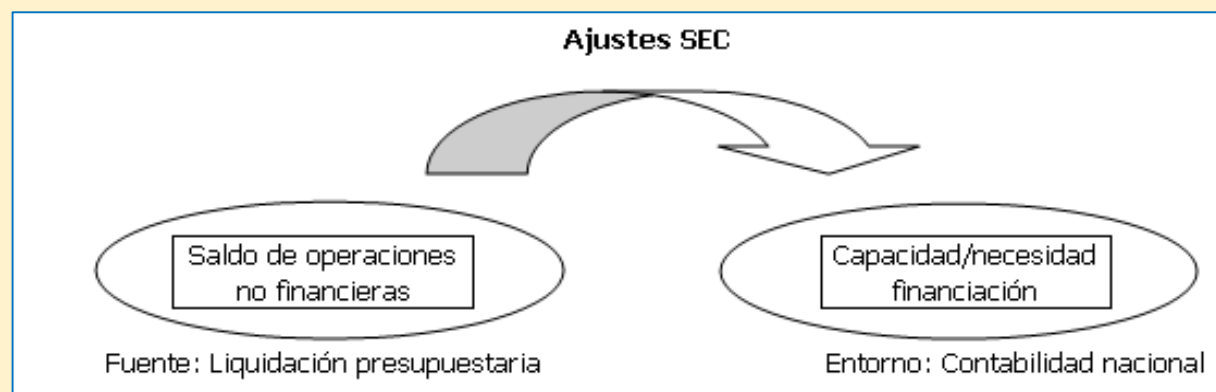 Ajustes SEC
Saldo de operaciones
no financieras
Capacidad/necesidad
financiación
Fuente: Liquidación presupuestaria
Entorno: Contabilidad nacional